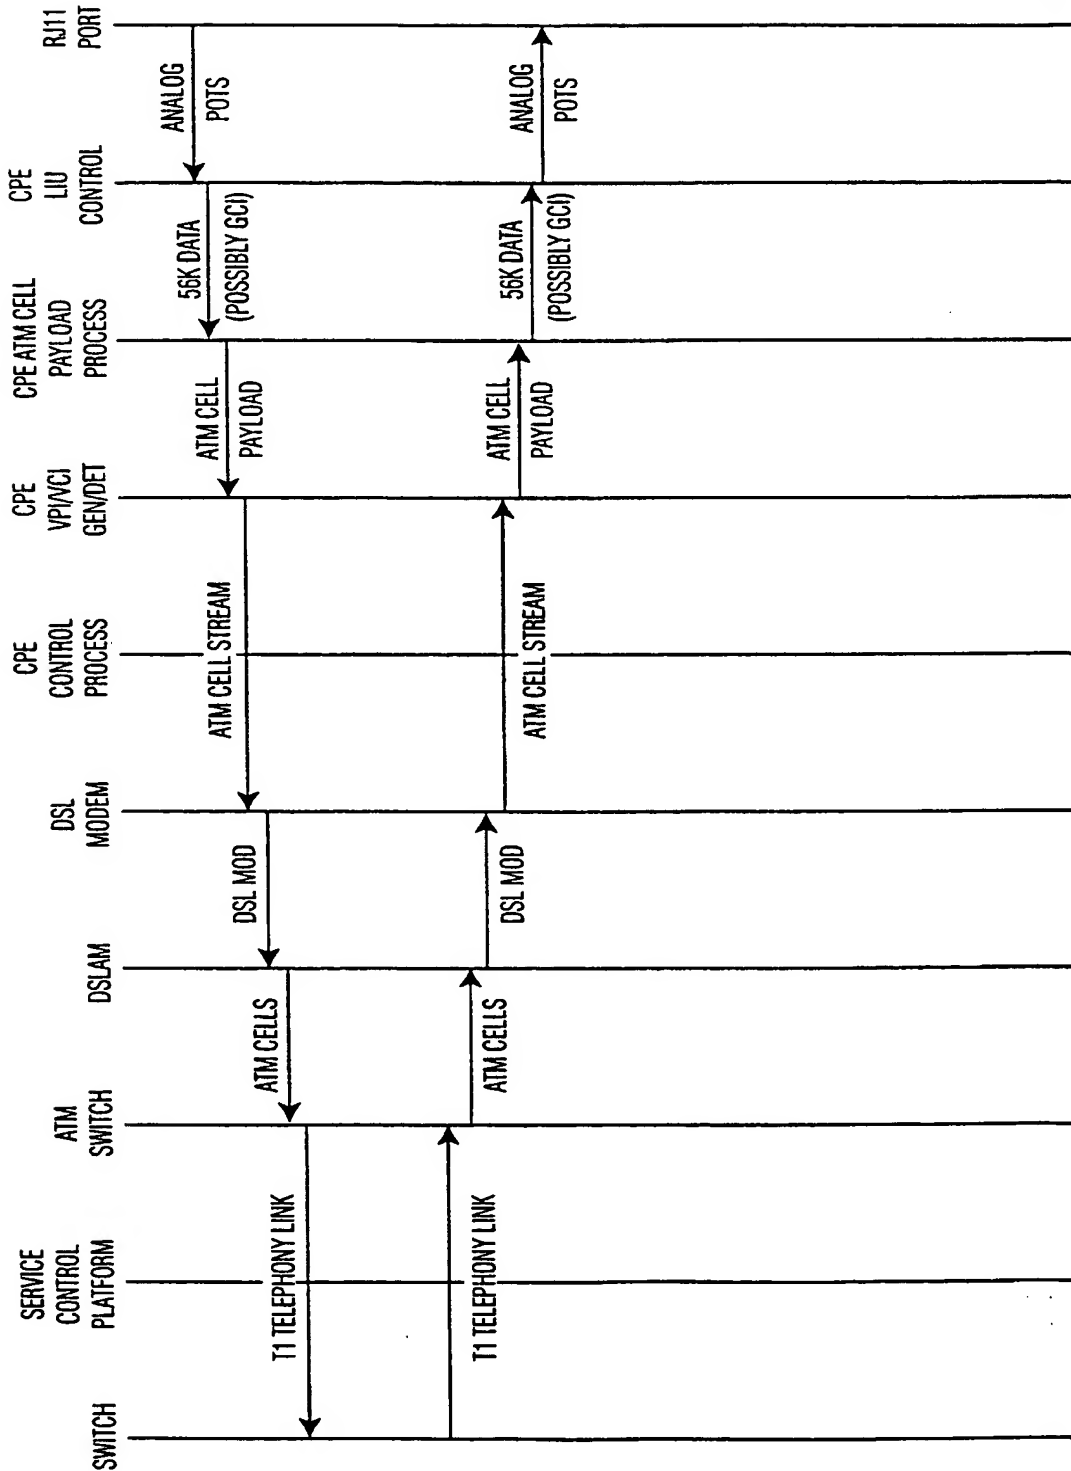 SWITCH
SERVICE
CONTROL
PLATFORM
ATM
SWITCH
DSLAM
DSL
MODEM
CPE
CONTROL
PROCESS
CPE
VPI/VCI
GEN/DET
CPE ATM CELL
PAYLOAD
PROCESS
CPE
LIU
CONTROL
RJ11
PORT
T1 TELEPHONY LINK
ATM CELLS
DSL MOD
ATM CELL STREAM
ATM CELL
PAYLOAD
56K DATA
(POSSIBLY GCI)
ANALOG
POTS
T1 TELEPHONY LINK
ATM CELLS
DSL MOD
ATM CELL STREAM
ATM CELL
PAYLOAD
56K DATA
(POSSIBLY GCI)
ANALOG
POTS